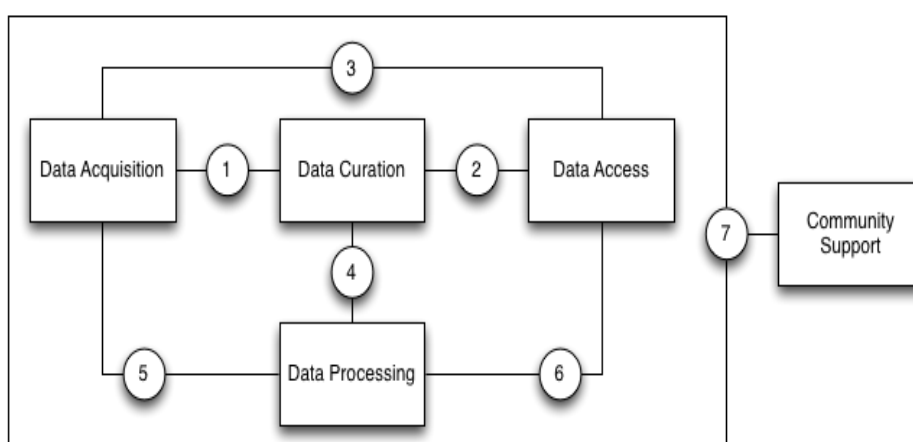 3
Data Acquisition
1
Data Curation
2
Data Access
7
Community
Support
4
5
Data Processing
6